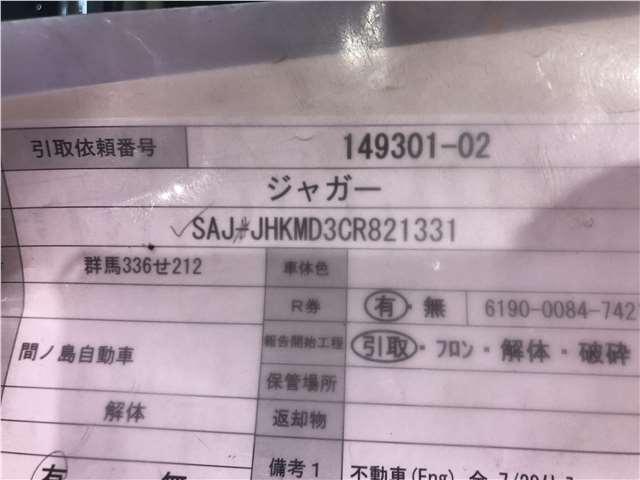 引取依頼番号 149301-02
ジャガー
SAJ-JHKMD3CR821331
群馬336せ212 車体色
R券 有・無 6190-0084-742
間ノ島自動車 報告開始工程 引取・フロン・解体・破砕
保管場所
解体 返却物
有 無 備考1 不動車(Eng)